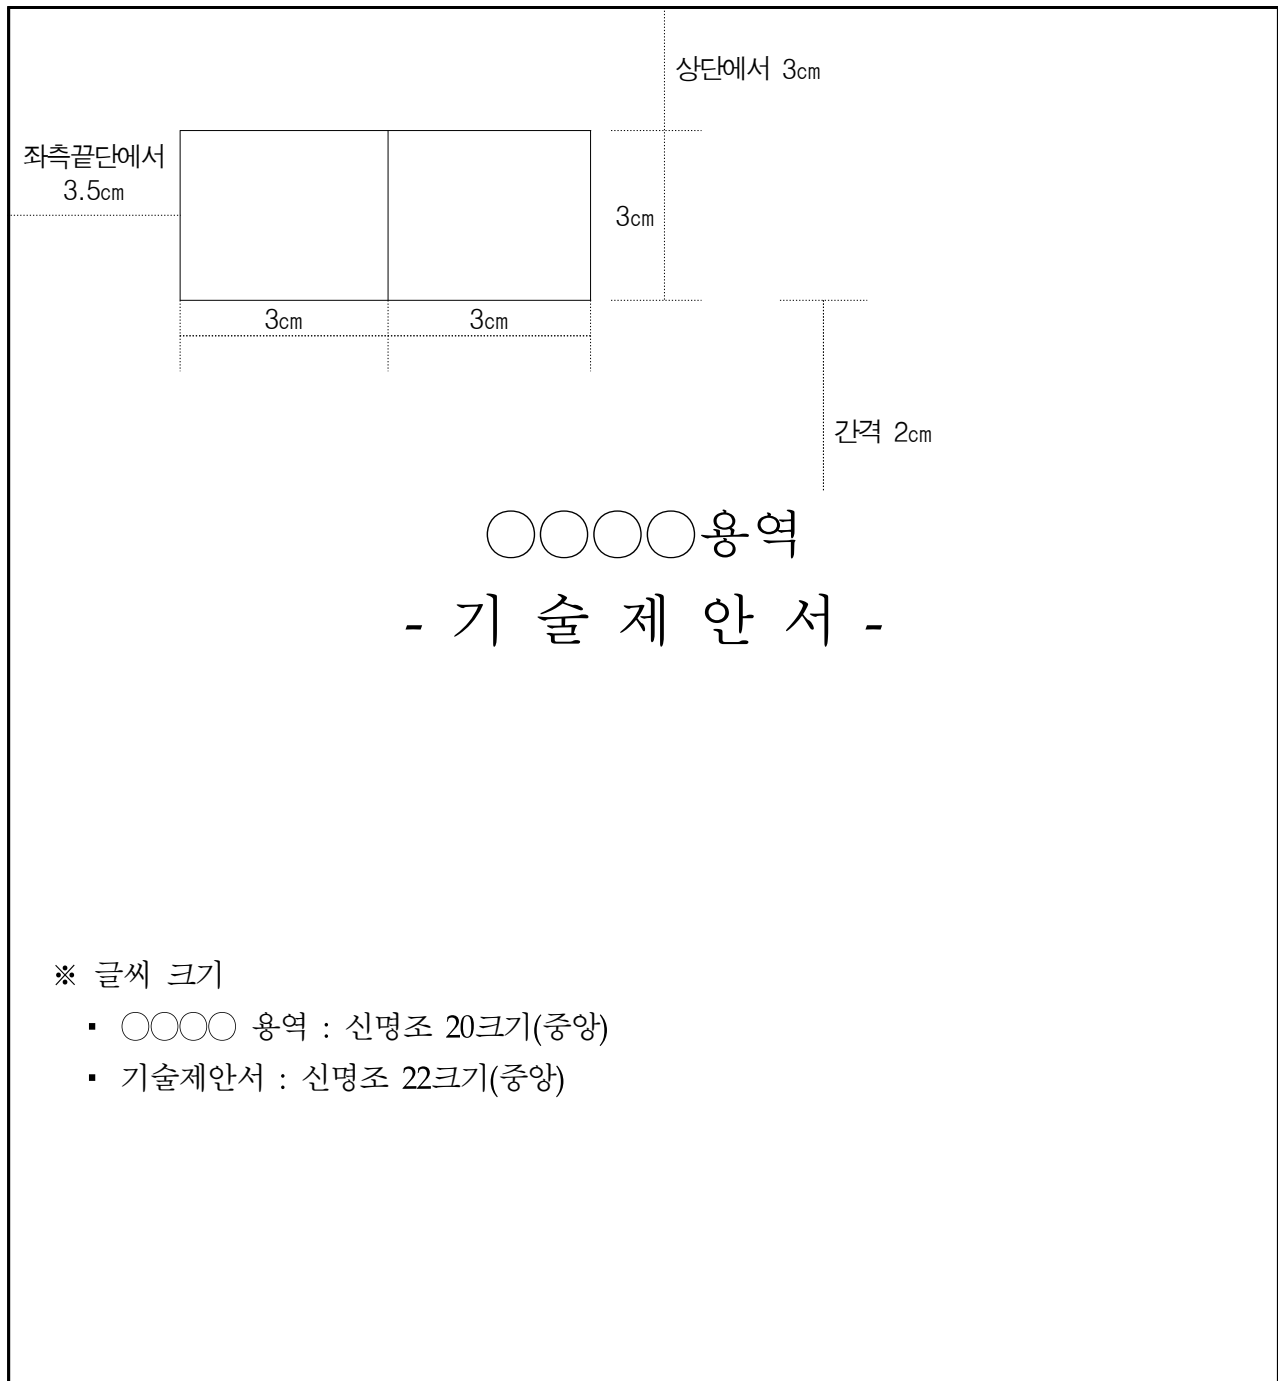 상단에서 3㎝
좌측끝단에서
3.5㎝
3㎝
3㎝ 3㎝
간격 2㎝
○○○○용역
- 기 술 제 안 서 -
※ 글씨 크기
▪ ○○○○ 용역 : 신명조 20크기(중앙)
▪ 기술제안서 : 신명조 22크기(중앙)